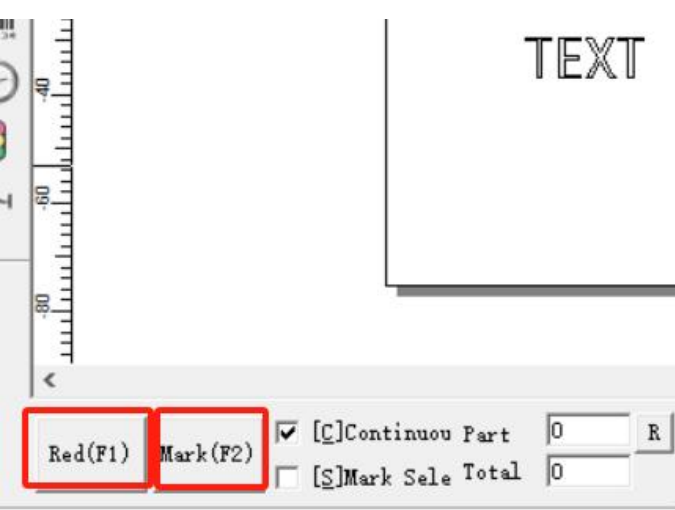 TEXT
-40
-60
-80
<
Red(F1) Mark(F2) [C]Continuou Part 0 R
[S]Mark Sele Total 0